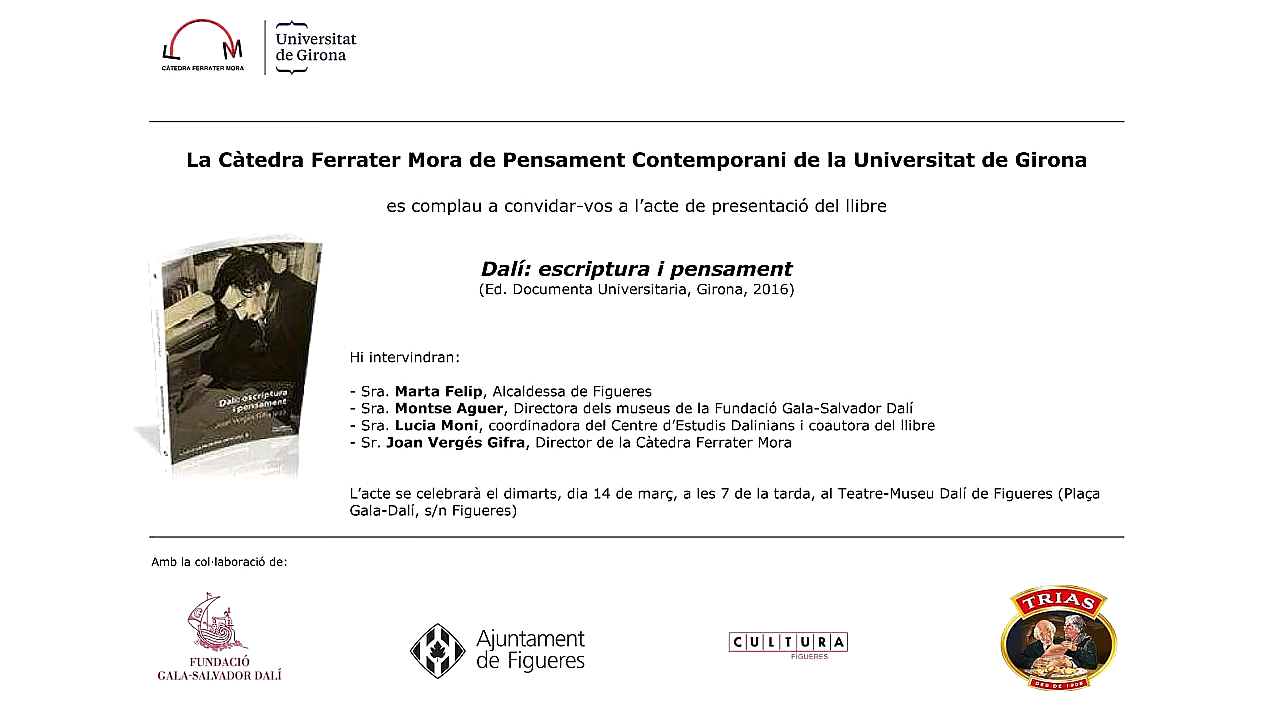 L M
CÀTEDRA FERRATER MORA
Universitat
de Girona
La Càtedra Ferrater Mora de Pensament Contemporani de la Universitat de Girona
es complau a convidar-vos a l’acte de presentació del llibre
Dalí: escriptura i pensament
(Ed. Documenta Universitaria, Girona, 2016)
Dalí: escriptura
i pensament
Hi intervindran:
- Sra. Marta Felip, Alcaldessa de Figueres
- Sra. Montse Aguer, Directora dels museus de la Fundació Gala-Salvador Dalí
- Sra. Lucia Moni, coordinadora del Centre d’Estudis Dalinians i coautora del llibre
- Sr. Joan Vergés Gifra, Director de la Càtedra Ferrater Mora
L’acte se celebrarà el dimarts, dia 14 de març, a les 7 de la tarda, al Teatre-Museu Dalí de Figueres (Plaça
Gala-Dalí, s/n Figueres)
Amb la col·laboració de:
FUNDACIÓ
GALA-SALVADOR DALÍ
Ajuntament
de Figueres
CULTURA
FIGUERES
TRIAS
DES DE 1908